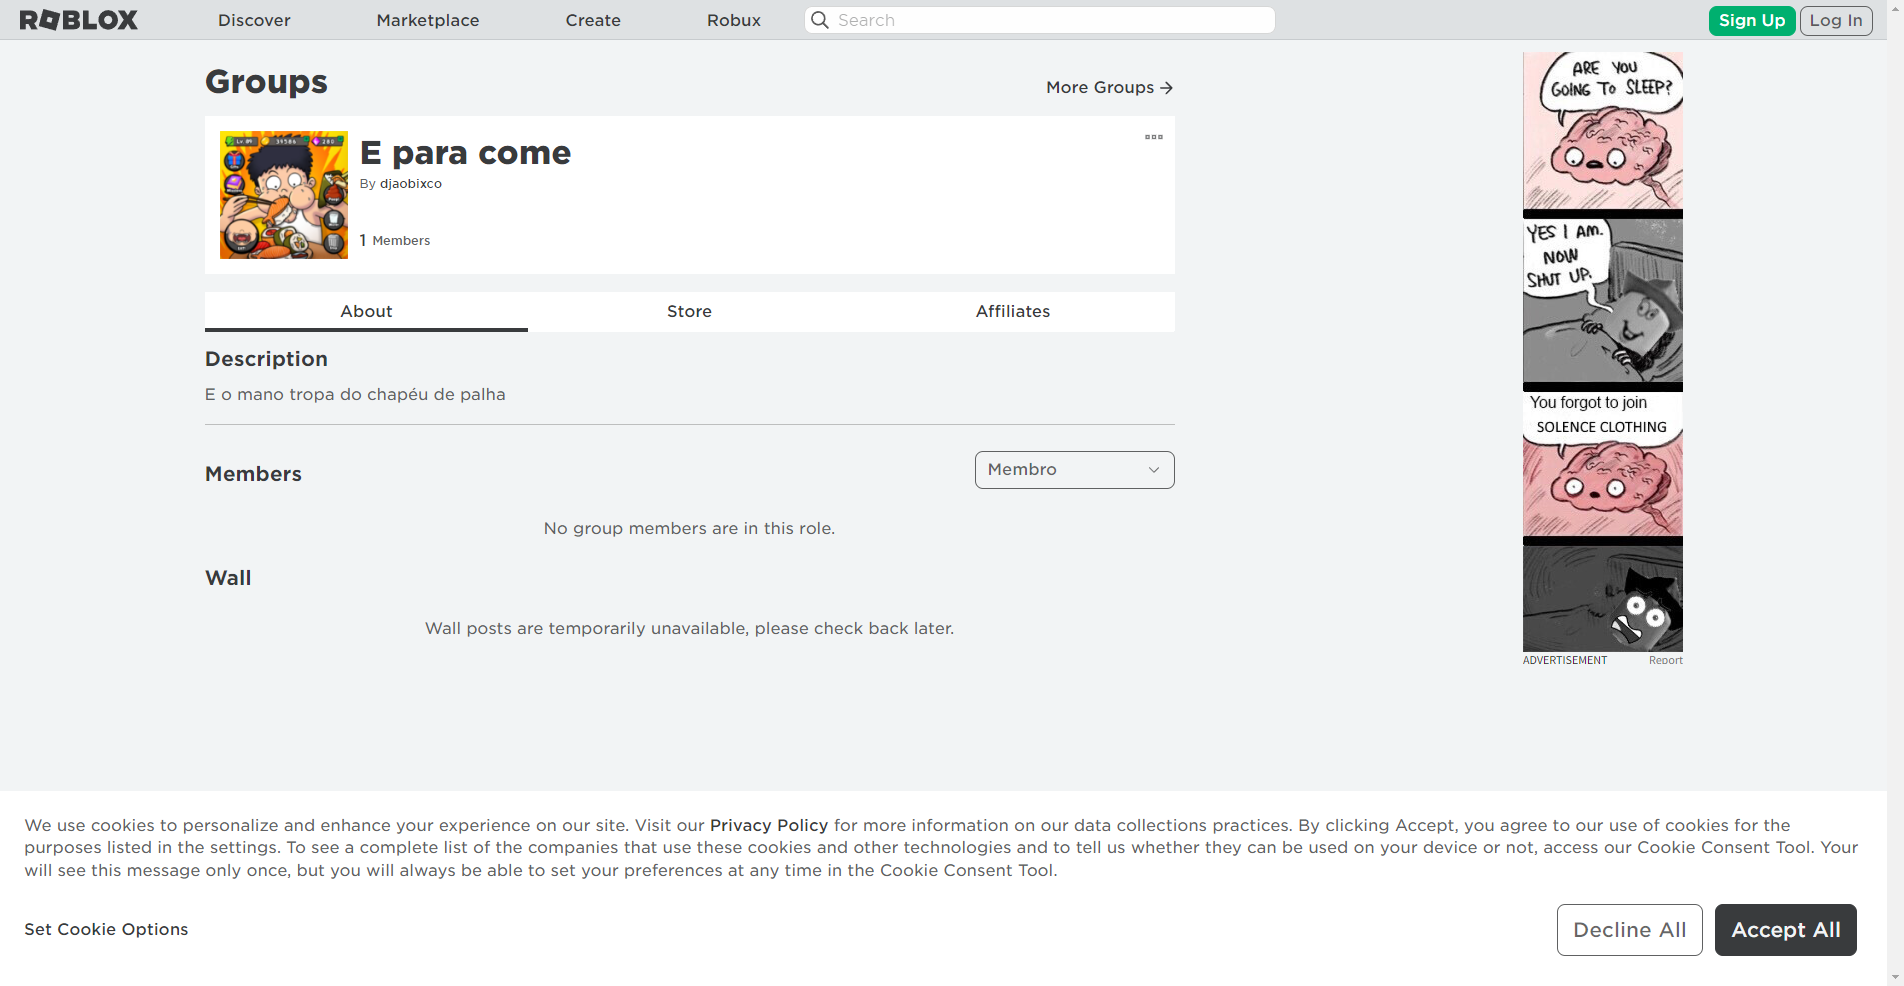 ROBLOX
Discover
Marketplace
Create
Robux
Search
Sign Up
Log In
Groups
More Groups →
E para come
By djaobixco
1 Members
About
Store
Affiliates
Description
E o mano tropa do chapéu de palha
Members
Membro
No group members are in this role.
Wall
Wall posts are temporarily unavailable, please check back later.
ARE YOU
GOING TO SLEEP?
YES I AM.
NOW
SHUT UP.
You forgot to join
SOLENCE CLOTHING
ADVERTISEMENT
Report
We use cookies to personalize and enhance your experience on our site. Visit our Privacy Policy for more information on our data collections practices. By clicking Accept, you agree to our use of cookies for the
purposes listed in the settings. To see a complete list of the companies that use these cookies and other technologies and to tell us whether they can be used on your device or not, access our Cookie Consent Tool. Your
will see this message only once, but you will always be able to set your preferences at any time in the Cookie Consent Tool.
Set Cookie Options
Decline All
Accept All